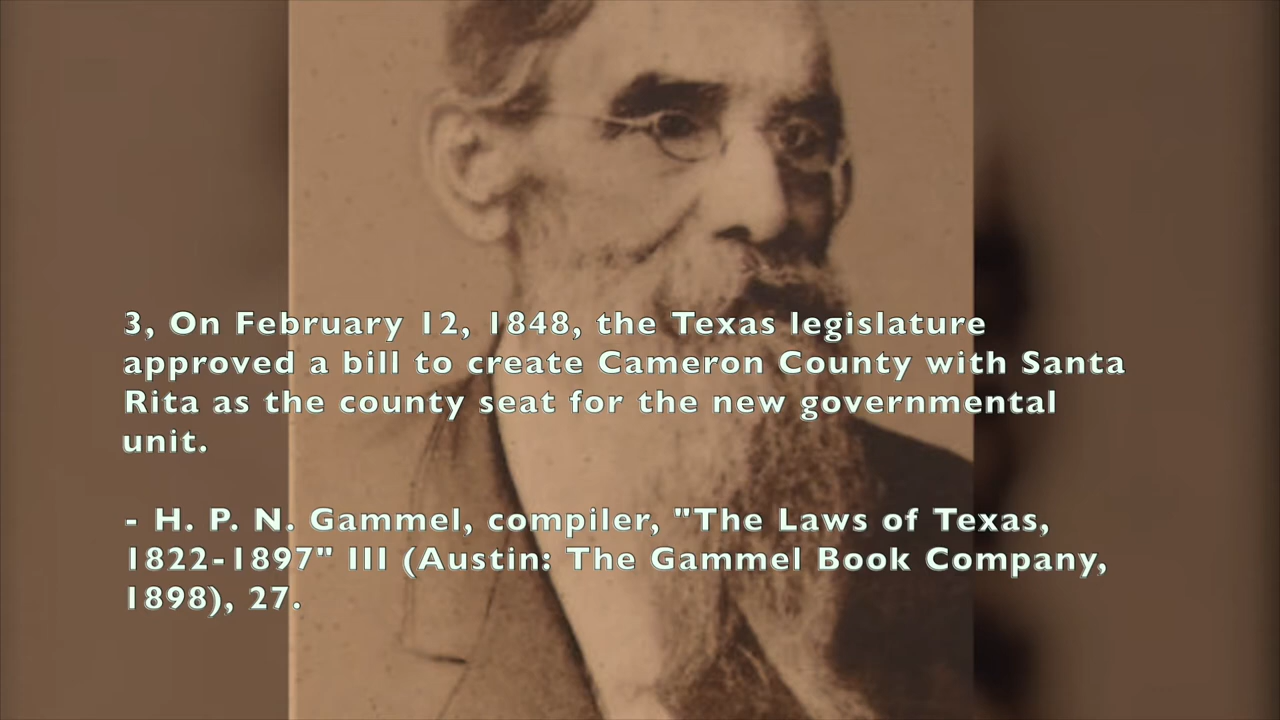 3, On February 12, 1848, the Texas legislature
approved a bill to create Cameron County with Santa
Rita as the county seat for the new governmental
unit.
- H. P. N. Gammel, compiler, "The Laws of Texas,
1822-1897" III (Austin: The Gammel Book Company,
1898), 27.